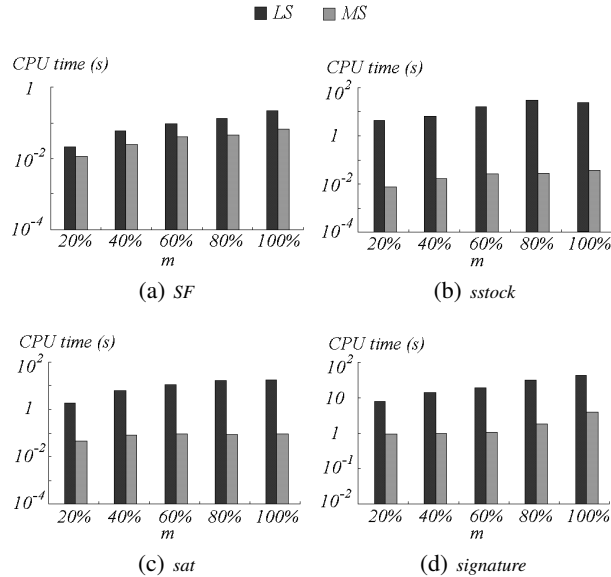 LS MS
CPU time (s)
1
10^-2
10^-4
20% 40% 60% 80% 100%
m
(a) SF
CPU time (s)
10^2
1
10^-2
10^-4
20% 40% 60% 80% 100%
m
(b) sstock
CPU time (s)
10^2
1
10^-2
10^-4
20% 40% 60% 80% 100%
m
(c) sat
CPU time (s)
10^2
10
1
10^-1
10^-2
20% 40% 60% 80% 100%
m
(d) signature